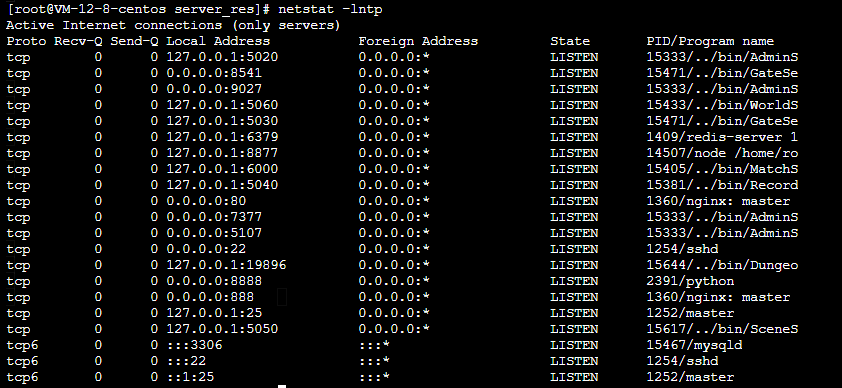 [root@VM-12-8-centos server_res]# netstat -lntp
Active Internet connections (only servers)
Proto Recv-Q Send-Q Local Address Foreign Address State PID/Program name
tcp 0 0 127.0.0.1:5020 0.0.0.0:* LISTEN 15333/../bin/AdminS
tcp 0 0 0.0.0.0:8541 0.0.0.0:* LISTEN 15471/../bin/GateSe
tcp 0 0 0.0.0.0:9027 0.0.0.0:* LISTEN 15333/../bin/AdminS
tcp 0 0 127.0.0.1:5060 0.0.0.0:* LISTEN 15433/../bin/WorldS
tcp 0 0 127.0.0.1:5030 0.0.0.0:* LISTEN 15471/../bin/GateSe
tcp 0 0 127.0.0.1:6379 0.0.0.0:* LISTEN 1409/redis-server 1
tcp 0 0 127.0.0.1:8877 0.0.0.0:* LISTEN 14507/node /home/ro
tcp 0 0 127.0.0.1:6000 0.0.0.0:* LISTEN 15405/../bin/MatchS
tcp 0 0 127.0.0.1:5040 0.0.0.0:* LISTEN 15381/../bin/Record
tcp 0 0 0.0.0.0:80 0.0.0.0:* LISTEN 1360/nginx: master
tcp 0 0 0.0.0.0:7377 0.0.0.0:* LISTEN 15333/../bin/AdminS
tcp 0 0 0.0.0.0:5107 0.0.0.0:* LISTEN 15333/../bin/AdminS
tcp 0 0 0.0.0.0:22 0.0.0.0:* LISTEN 1254/sshd
tcp 0 0 127.0.0.1:19896 0.0.0.0:* LISTEN 15644/../bin/Dungeo
tcp 0 0 0.0.0.0:8888 0.0.0.0:* LISTEN 2391/python
tcp 0 0 0.0.0.0:888 0.0.0.0:* LISTEN 1360/nginx: master
tcp 0 0 127.0.0.1:25 0.0.0.0:* LISTEN 1252/master
tcp 0 0 127.0.0.1:5050 0.0.0.0:* LISTEN 15617/../bin/SceneS
tcp6 0 0 :::3306 :::* LISTEN 15467/mysqld
tcp6 0 0 :::22 :::* LISTEN 1254/sshd
tcp6 0 0 ::1:25 :::* LISTEN 1252/master